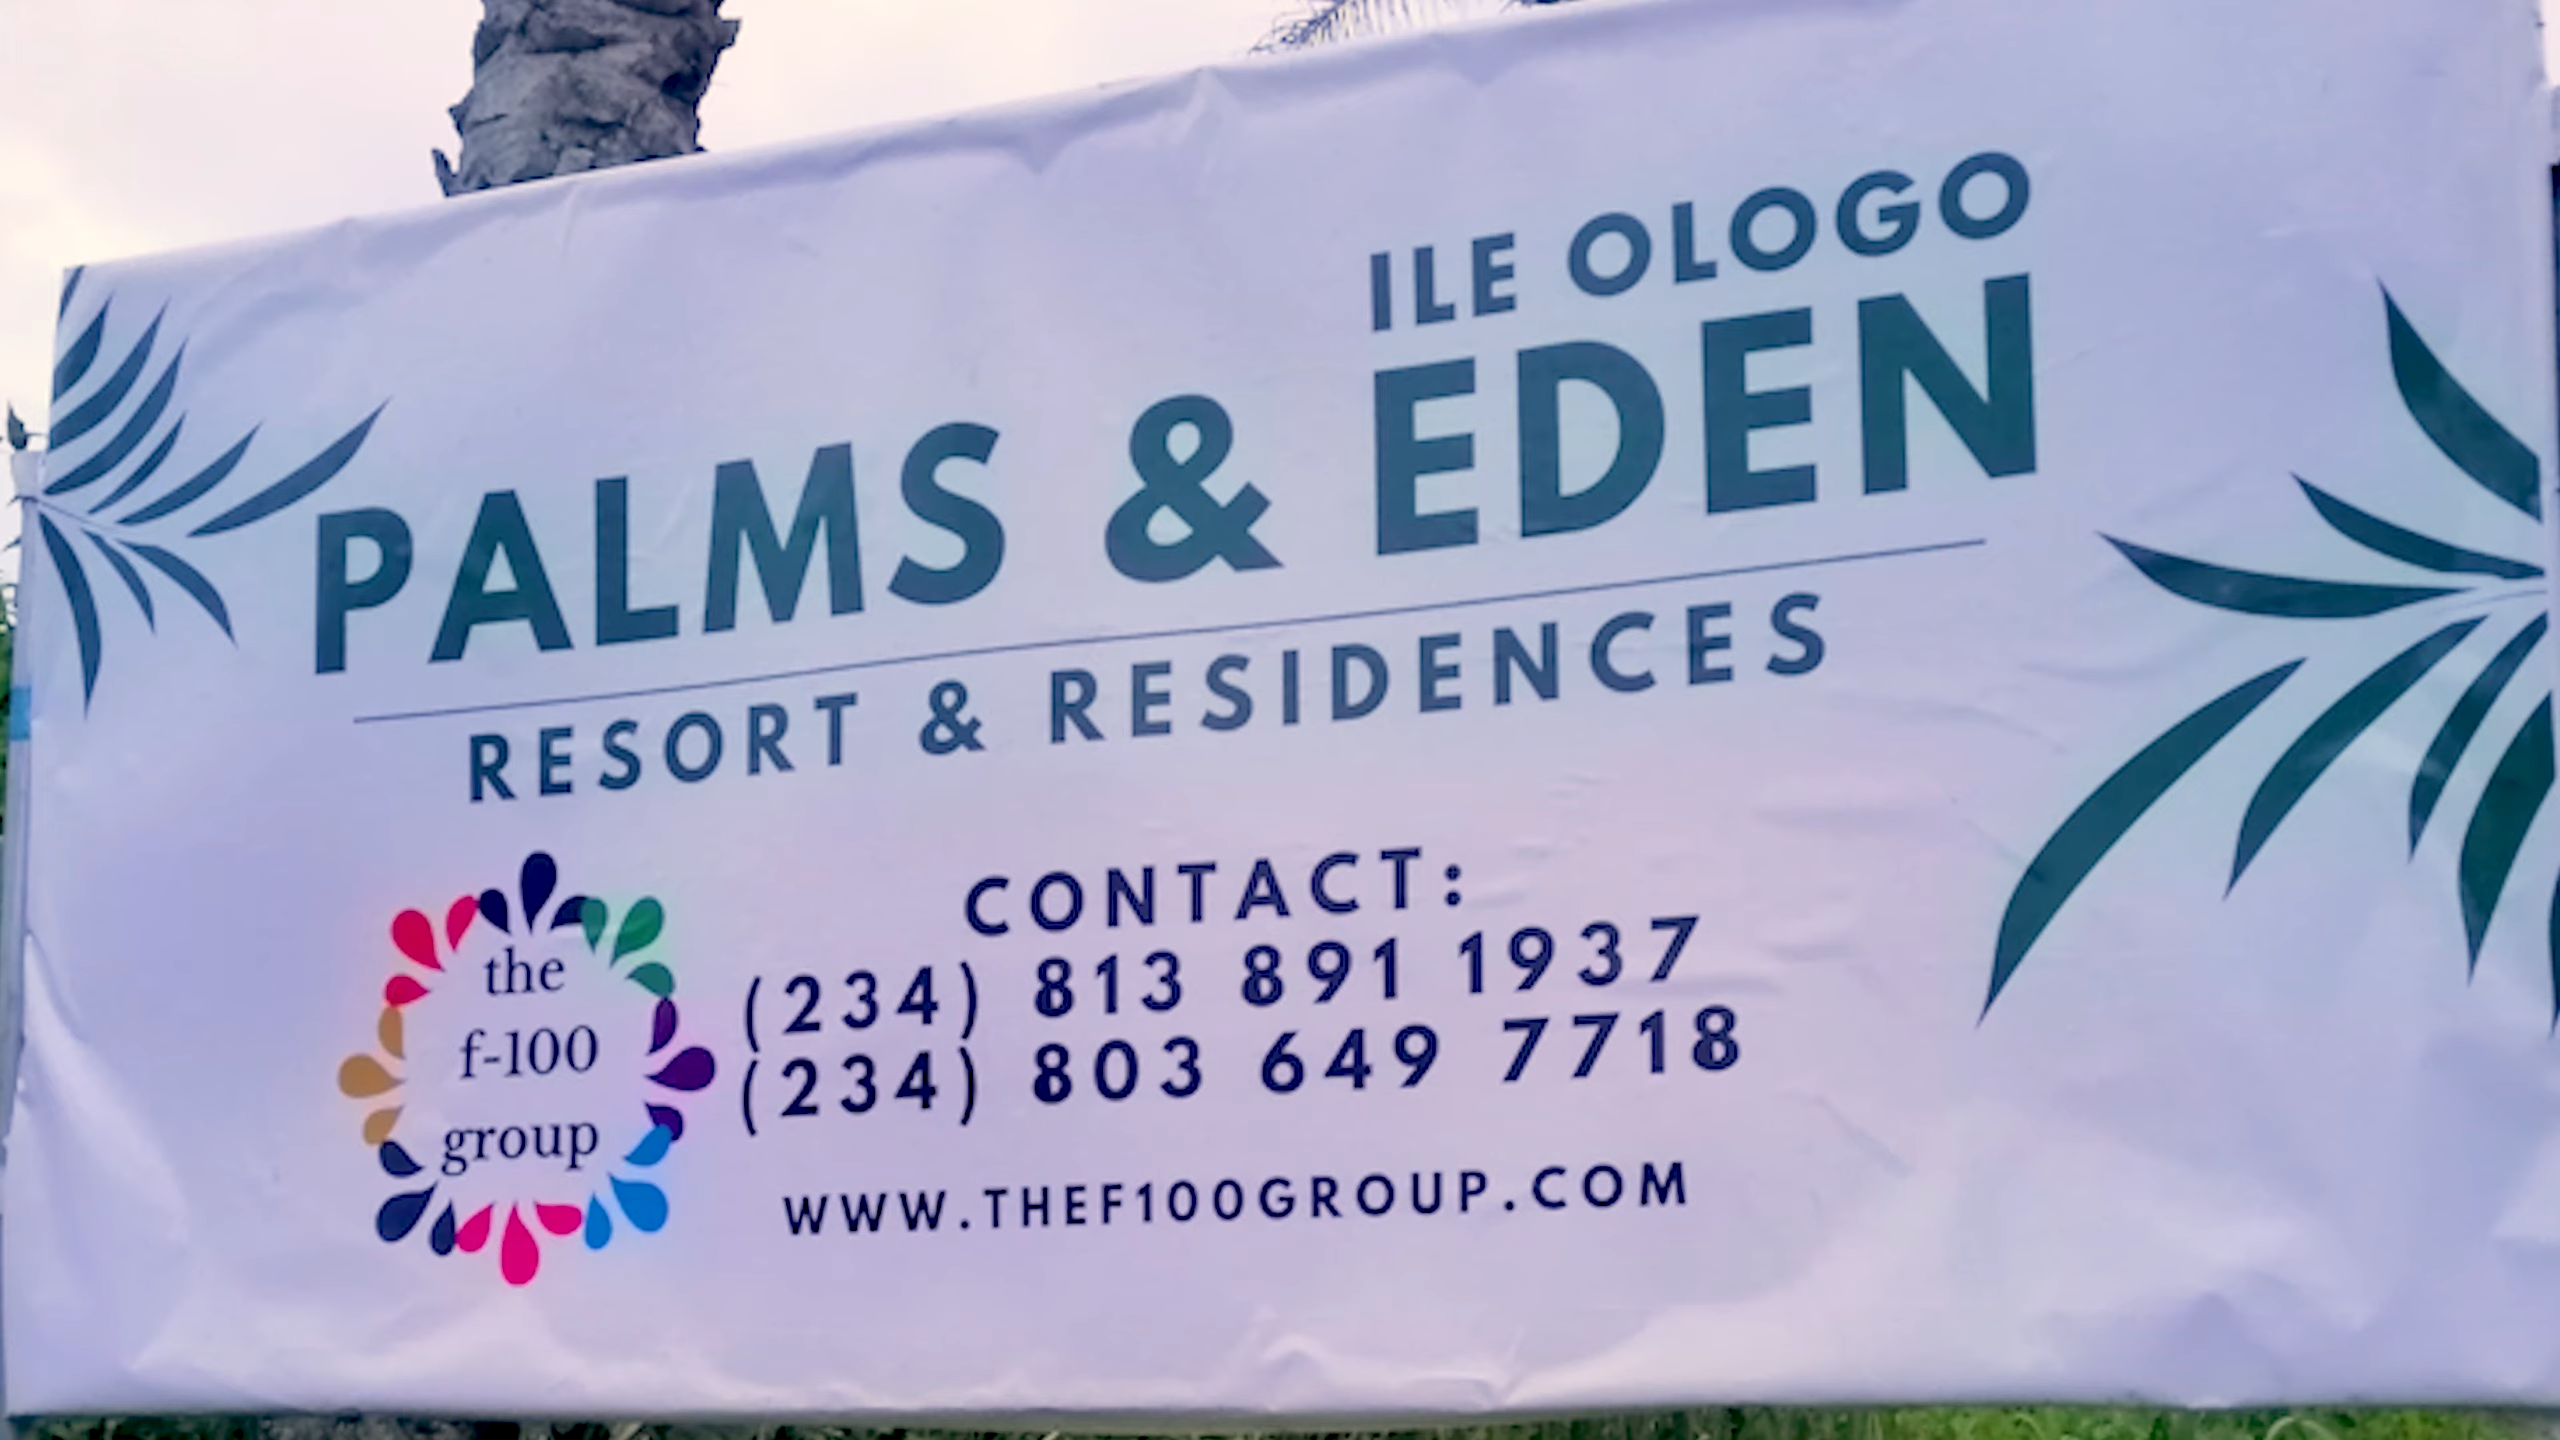 ILE OLOGO
PALMS & EDEN
RESORT & RESIDENCES
the
f-100
group
CONTACT:
(234) 813 891 1937
(234) 803 649 7718
WWW.THEF100GROUP.COM